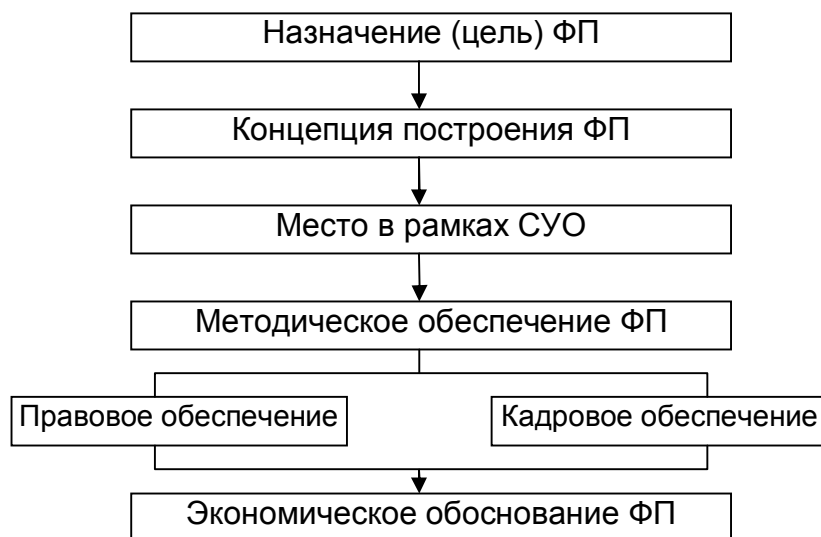 Назначение (цель) ФП
Концепция построения ФП
Место в рамках СУО
Методическое обеспечение ФП
Правовое обеспечение
Кадровое обеспечение
Экономическое обоснование ФП